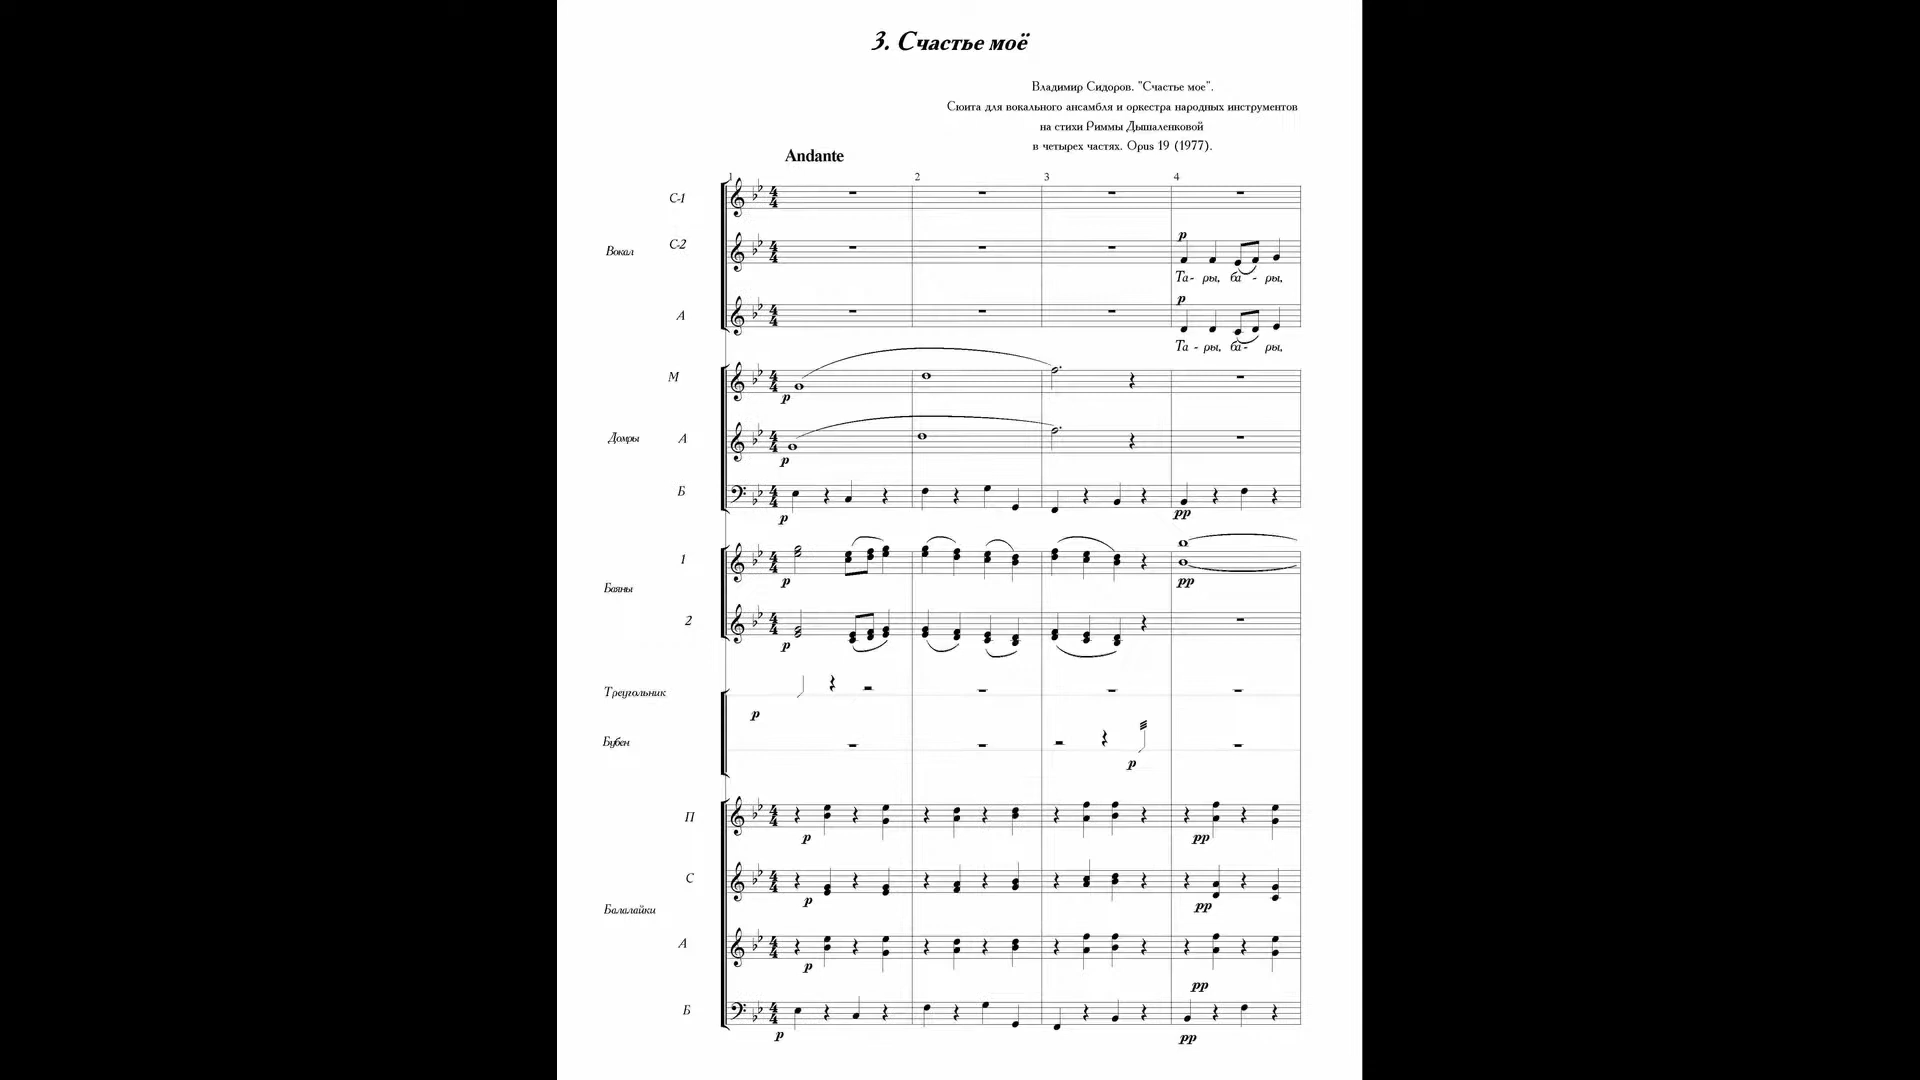 3. Счастье моё
Владимир Сидоров. "Счастье мое".
Сюита для вокального ансамбля и оркестра народных инструментов
на стихи Риммы Дышаленковой
в четырех частях. Opus 19 (1977).
Andante
1 2 3 4
С-1
Вокал С-2
p
Та- ры, ба - ры,
А
p
Та - ры, ба- ры,
М
p
Домры А
p
Б
p pp
Баяны 1
p pp
2
p
Треугольник
p
Бубен
p
П
p pp
Балалайки С
p pp
А
p pp
Б
p pp